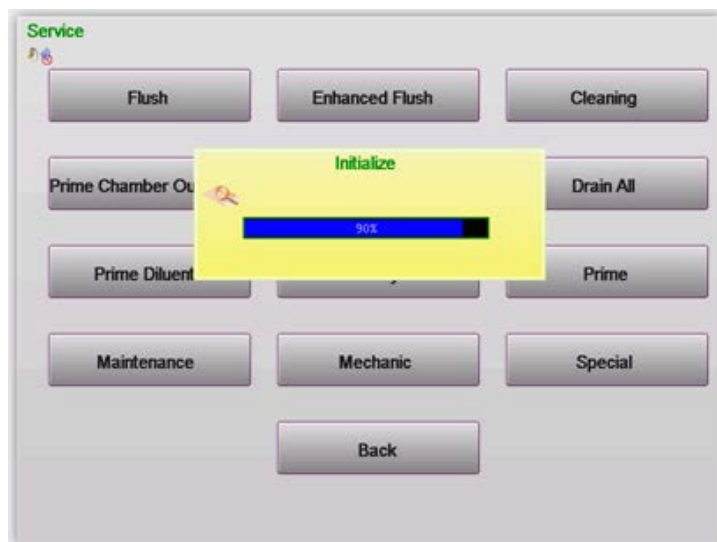 Service
Flush
Enhanced Flush
Cleaning
Initialize
Prime Chamber Ou
Drain All
90%
Prime Diluent
Prime
Maintenance
Mechanic
Special
Back